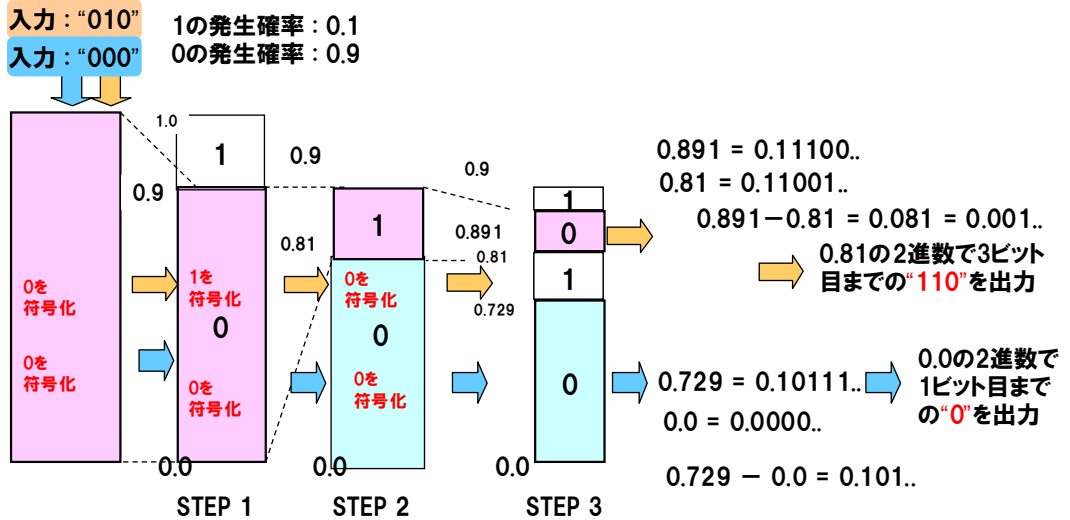 入力：“010”
入力：“000”
1の発生確率：0.1
0の発生確率：0.9
1.0
1
0.9
0.9
0.9
0.81
0.891
0.81
0.729
1
1
0
1
0を
符号化
1を
符号化
0を
符号化
0
0
0を
符号化
0を
符号化
0を
符号化
0
0.0
0.0
0.0
STEP 1
STEP 2
STEP 3
0.891 = 0.11100..
0.81 = 0.11001..
0.891－0.81 = 0.081 = 0.001..
0.81の2進数で3ビット
目までの“110”を出力
0.729 = 0.10111..
0.0 = 0.0000..
0.729 － 0.0 = 0.101..
0.0の2進数で
1ビット目まで
の“0”を出力